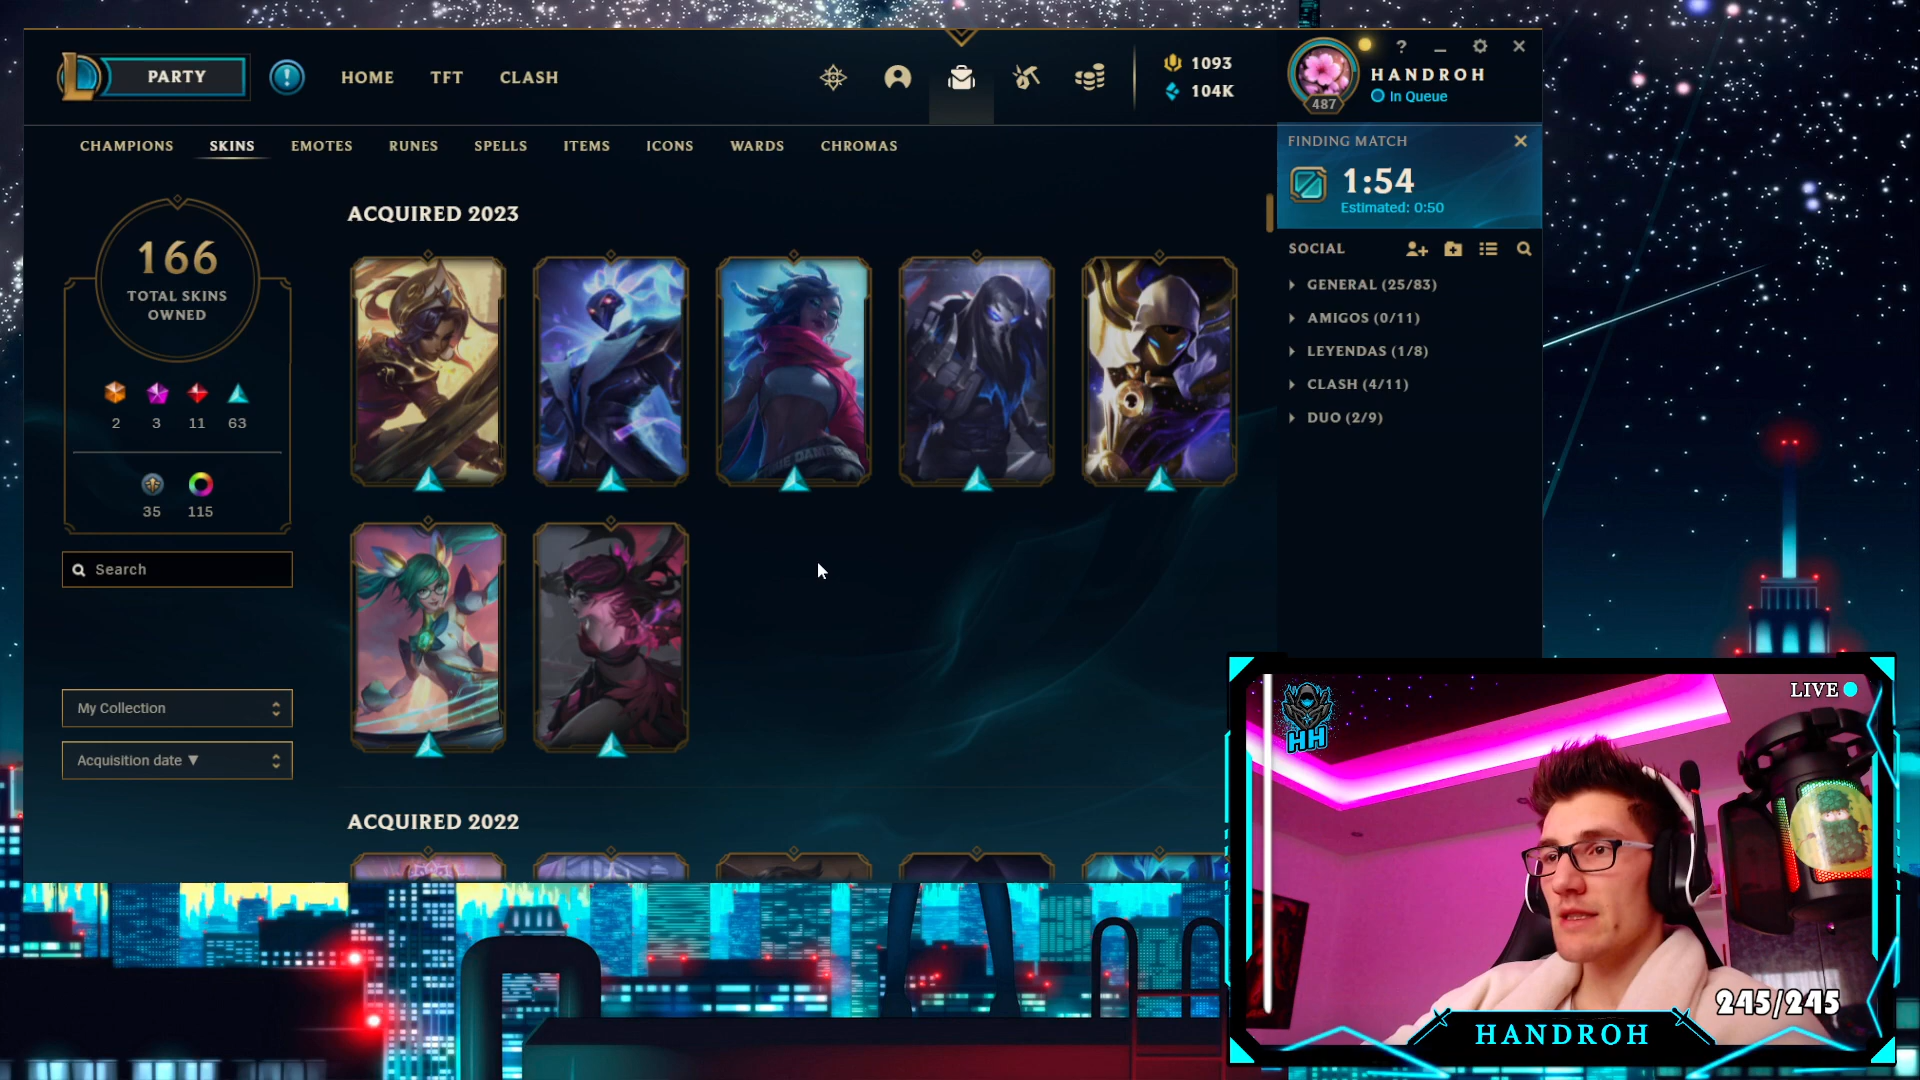 PARTY
HOME
TFT
CLASH
1093
104K
487
HANDROH
In Queue
CHAMPIONS
SKINS
EMOTES
RUNES
SPELLS
ITEMS
ICONS
WARDS
CHROMAS
FINDING MATCH
1:54
Estimated: 0:50
166
TOTAL SKINS
OWNED
2
3
11
63
35
115
Search
My Collection
Acquisition date ▼
ACQUIRED 2023
ACQUIRED 2022
SOCIAL
GENERAL (25/83)
AMIGOS (0/11)
LEYENDAS (1/8)
CLASH (4/11)
DUO (2/9)
LIVE
HH
245/245
HANDROH